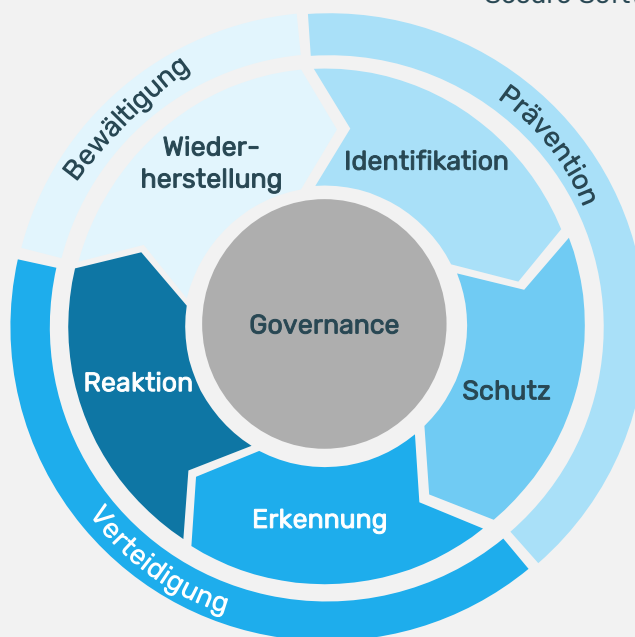 Bewältigung
Prävention
Wieder-
herstellung
Identifikation
Governance
Reaktion
Schutz
Erkennung
Verteidigung